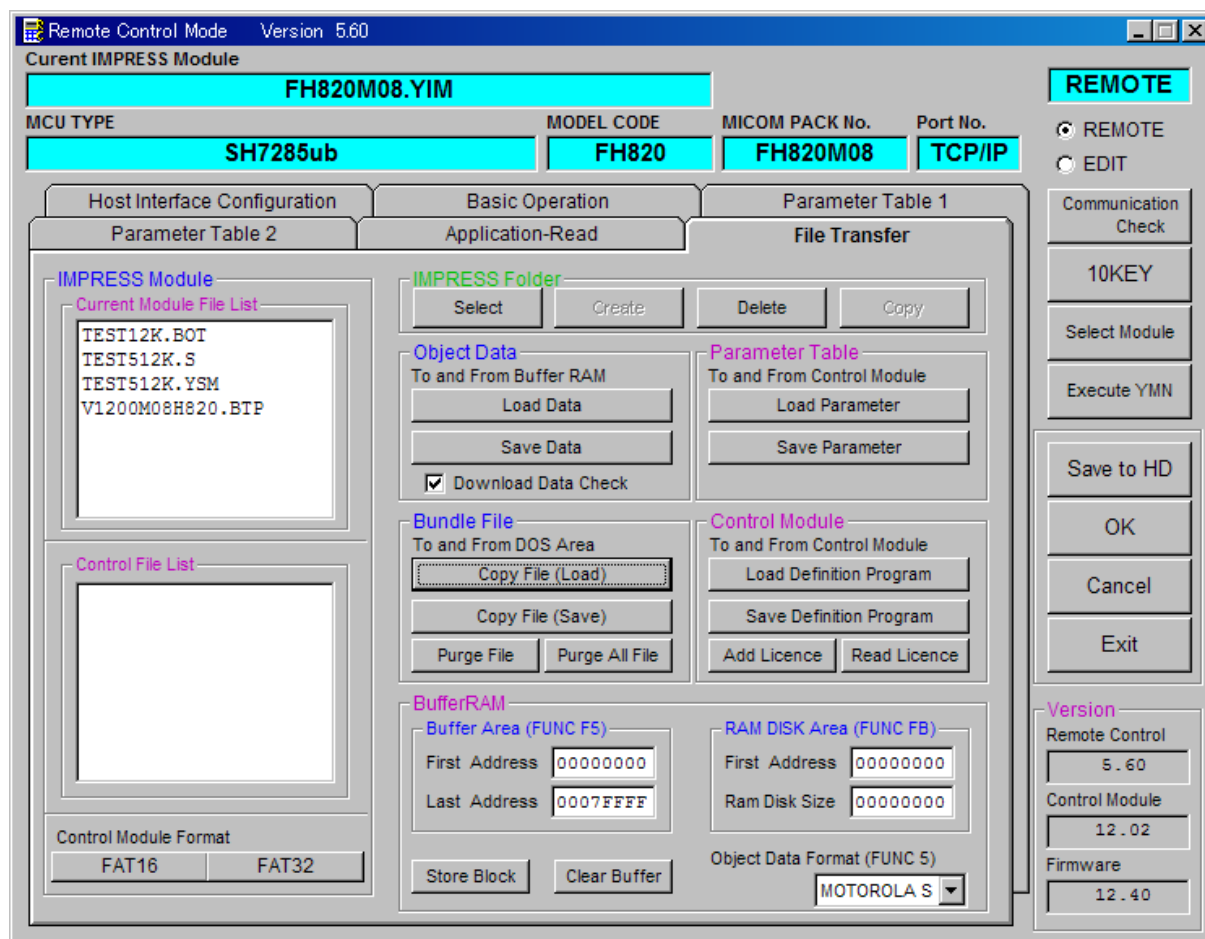 Remote Control Mode Version 5.60
Curent IMPRESS Module
FH820M08.YIM
REMOTE
MCU TYPE
MODEL CODE
MICOM PACK No.
Port No.
SH7285ub
FH820
FH820M08
TCP/IP
REMOTE
EDIT
Host Interface Configuration
Basic Operation
Parameter Table 1
Parameter Table 2
Application-Read
File Transfer
Communication
Check
10KEY
Select Module
Execute YMN
Save to HD
OK
Cancel
Exit
IMPRESS Module
Current Module File List
TEST12K.BOT
TEST512K.S
TEST512K.YSM
V1200M08H820.BTP
Control File List
Control Module Format
FAT16
FAT32
IMPRESS Folder
Select
Create
Delete
Copy
Object Data
To and From Buffer RAM
Load Data
Save Data
Download Data Check
Parameter Table
To and From Control Module
Load Parameter
Save Parameter
Bundle File
To and From DOS Area
Copy File (Load)
Copy File (Save)
Purge File
Purge All File
Control Module
To and From Control Module
Load Definition Program
Save Definition Program
Add Licence
Read Licence
BufferRAM
Buffer Area (FUNC F5)
First Address 00000000
Last Address 0007FFFF
RAM DISK Area (FUNC FB)
First Address 00000000
Ram Disk Size 00000000
Store Block
Clear Buffer
Object Data Format (FUNC 5)
MOTOROLA S
Version
Remote Control
5.60
Control Module
12.02
Firmware
12.40